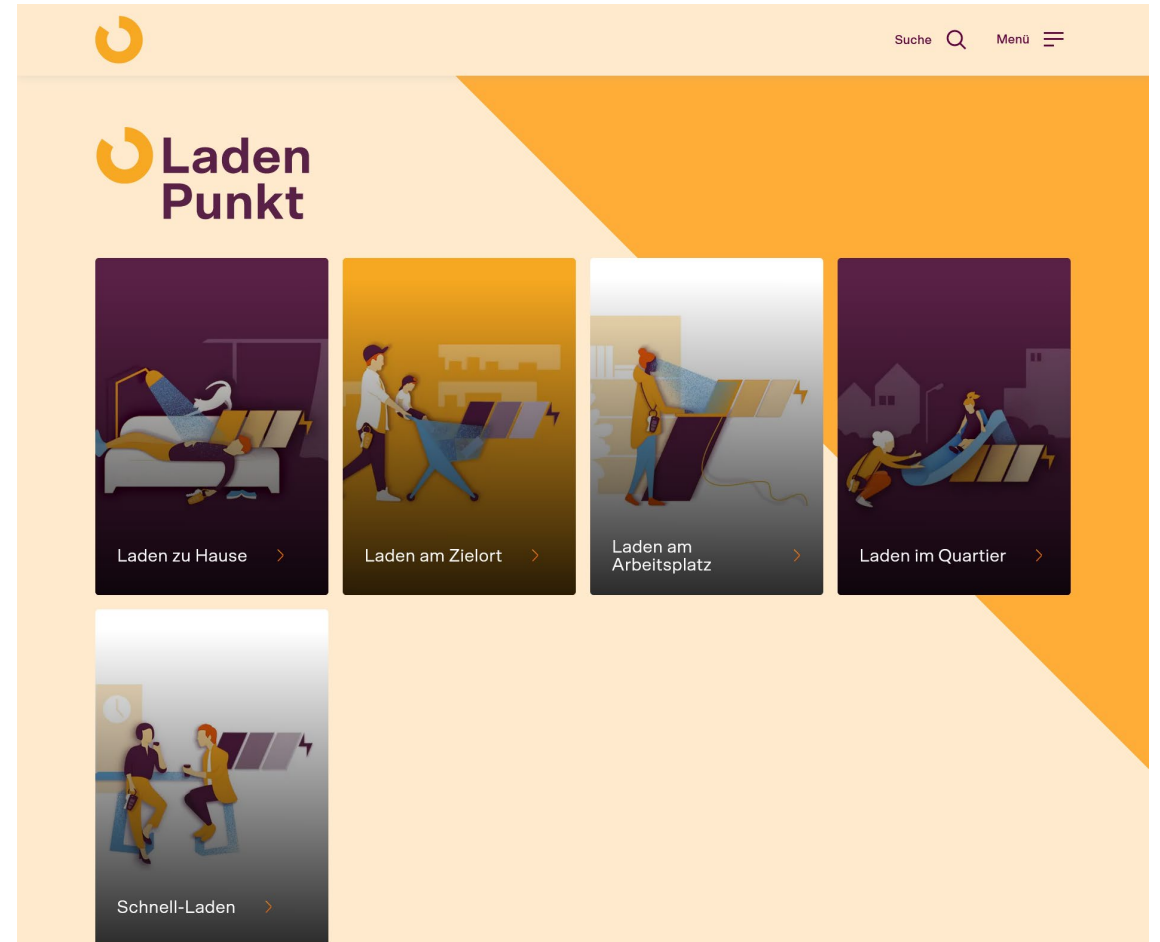 Suche
Menü
Laden
Punkt
Laden zu Hause
Laden am Zielort
Laden am
Arbeitsplatz
Laden im Quartier
Schnell-Laden